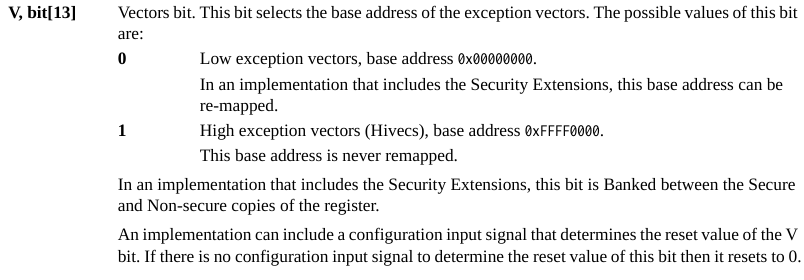 V, bit[13] Vectors bit. This bit selects the base address of the exception vectors. The possible values of this bit
are:
0 Low exception vectors, base address 0x00000000.
In an implementation that includes the Security Extensions, this base address can be
re-mapped.
1 High exception vectors (Hivecs), base address 0xFFFF0000.
This base address is never remapped.
In an implementation that includes the Security Extensions, this bit is Banked between the Secure
and Non-secure copies of the register.
An implementation can include a configuration input signal that determines the reset value of the V
bit. If there is no configuration input signal to determine the reset value of this bit then it resets to 0.